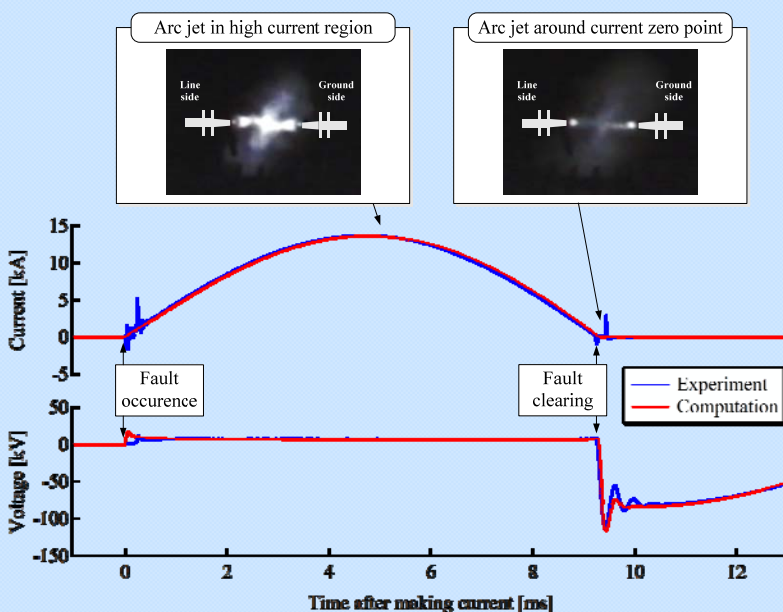 Arc jet in high current region
Arc jet around current zero point
Line side
Ground side
Line side
Ground side
15
10
5
0
-5
Current [kA]
Fault occurence
Fault clearing
Experiment
Computation
50
0
-50
-100
-150
Voltage [kV]
0 2 4 6 8 10 12
Time after making current [ms]